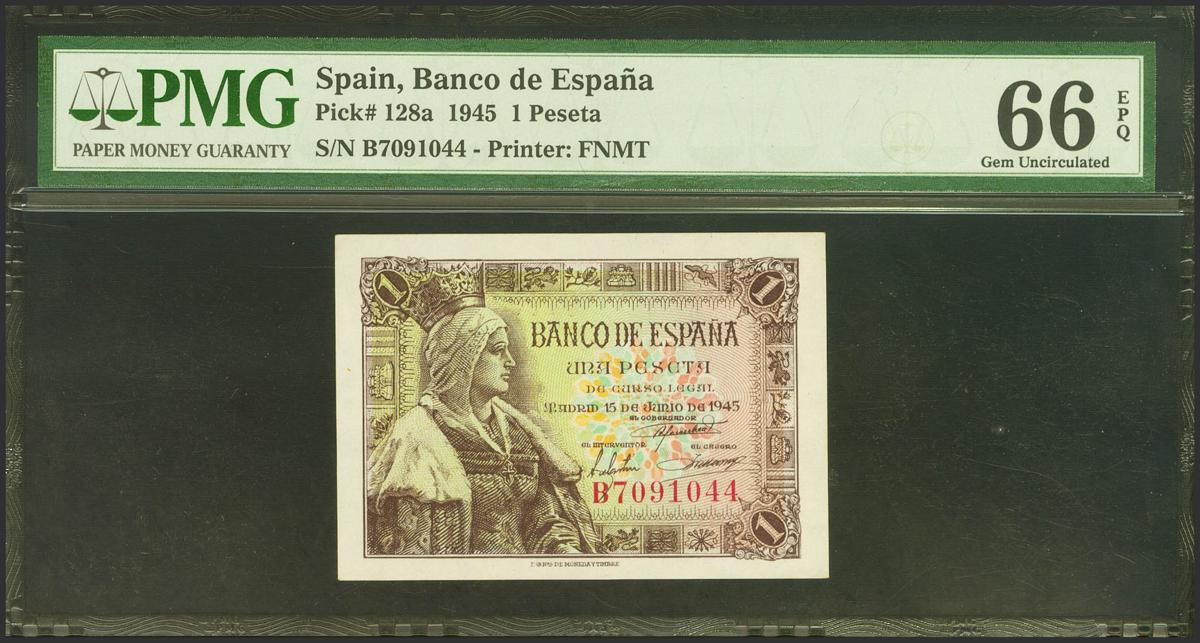 PMG
PAPER MONEY GUARANTY
Spain, Banco de España
Pick# 128a 1945 1 Peseta
S/N B7091044 - Printer: FNMT
66
EPQ
Gem Uncirculated
1
1
BANCO DE ESPAÑA
UNA PESETA
DE CURSO LEGAL
MADRID 15 DE JUNIO DE 1945
EL GOBERNADOR
EL INTERVENTOR
EL CAJERO
B7091044
1